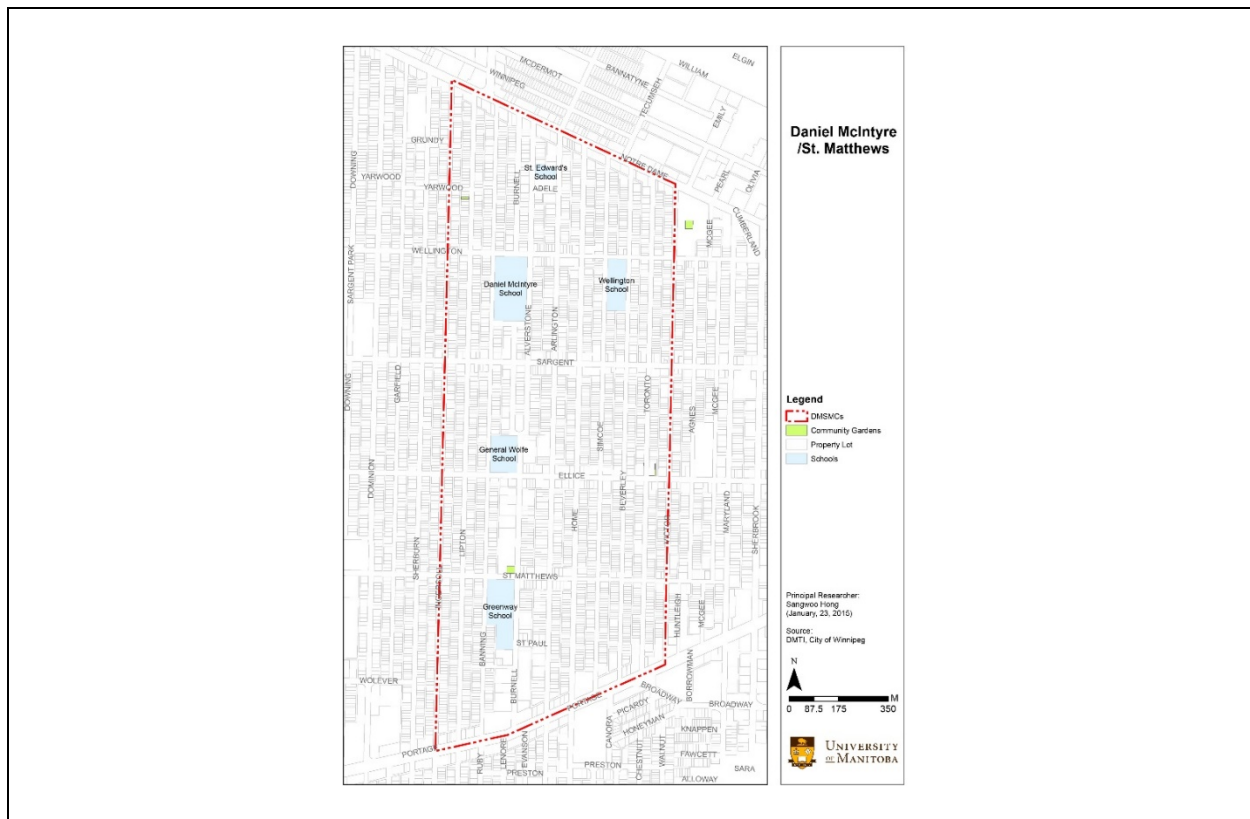 ELGIN
WILLIAM
MCDERMOT
BANNATYNE
WINNIPEG
TECUMSEH
EMILY
GRUNDY
NOTRE DAME
St. Edward's
School
DOWNING
YARWOOD
YARWOOD
BURNELL
ADELE
PEARL
OLIVIA
CUMBERLAND
MCGEE
WELLINGTON
SARGENT PARK
Daniel McIntyre
School
Wellington
School
ALVERSTONE
ARLINGTON
SARGENT
DOWNING
GARFIELD
TORONTO
AGNES
MCGEE
General Wolfe
School
SIMCOE
DOMINION
ELLICE
BEVERLEY
HOME
MARYLAND
SHERBROOK
LIPTON
SHERBURN
ST MATTHEWS
Greenway
School
HUNTLEIGH
MCGEE
BANNING
ST PAUL
BURNELL
BORROWMAN
WOLEVER
BROADWAY
PORTAGE
PICARDY
BROADWAY
HONEYMAN
CANORA
KNAPPEN
PORTAGE
RUBY
LENORE
EVANSON
PRESTON
PRESTON
CHESTNUT
WALNUT
FAWCETT
SARA
ALLOWAY
Daniel McIntyre
/St. Matthews
Legend
DMSMCs
Community Gardens
Property Lot
Schools
Principal Researcher:
Sangwoo Hong
(January, 23, 2015)
Source:
DMTI, City of Winnipeg
N
M
0 87.5 175 350
UNIVERSITY
OF MANITOBA